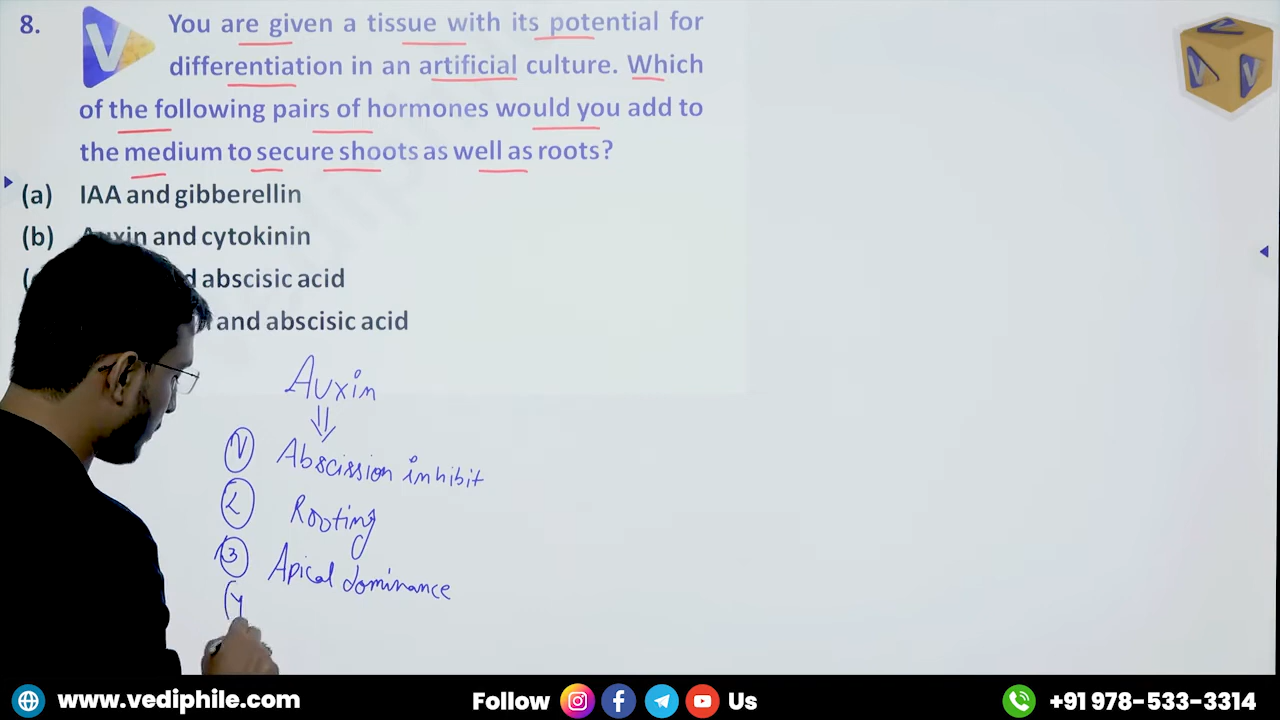 8. You are given a tissue with its potential for
differentiation in an artificial culture. Which
of the following pairs of hormones would you add to
the medium to secure shoots as well as roots?
(a) IAA and gibberellin
(b) Auxin and cytokinin
abscisic acid
and abscisic acid
Auxin
1 Abscission inhibit
2 Rooting
3 Apical dominance
(4
www.vediphile.com Follow Us +91 978-533-3314